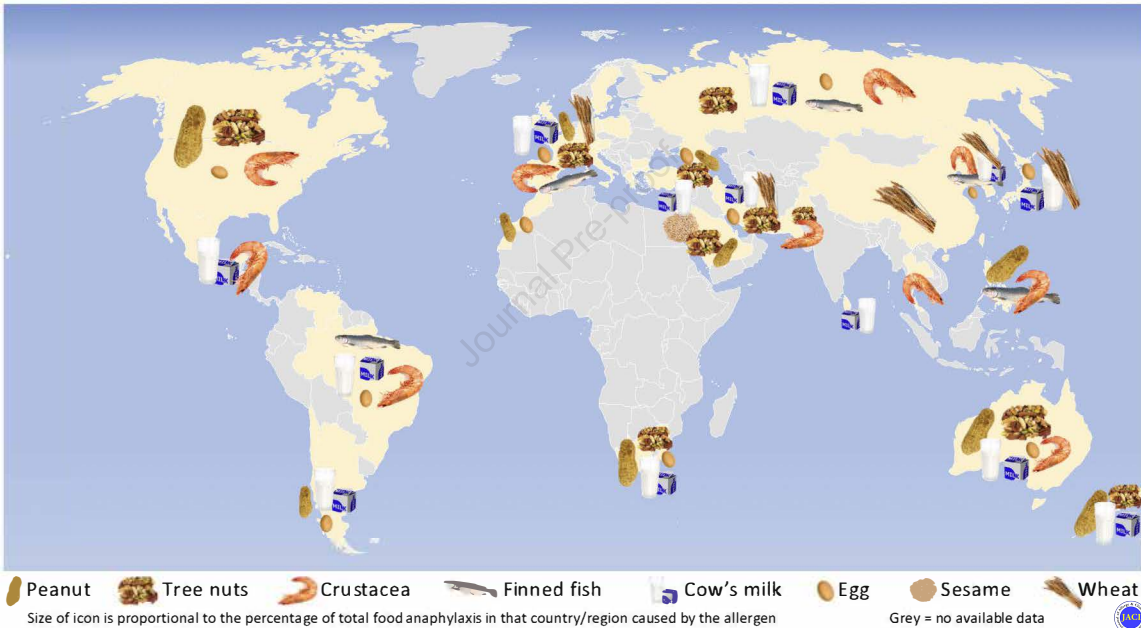 Journal Pre-proof
Peanut Tree nuts Crustacea Finned fish Cow's milk Egg Sesame Wheat
Size of icon is proportional to the percentage of total food anaphylaxis in that country/region caused by the allergen Grey = no available data
JACI